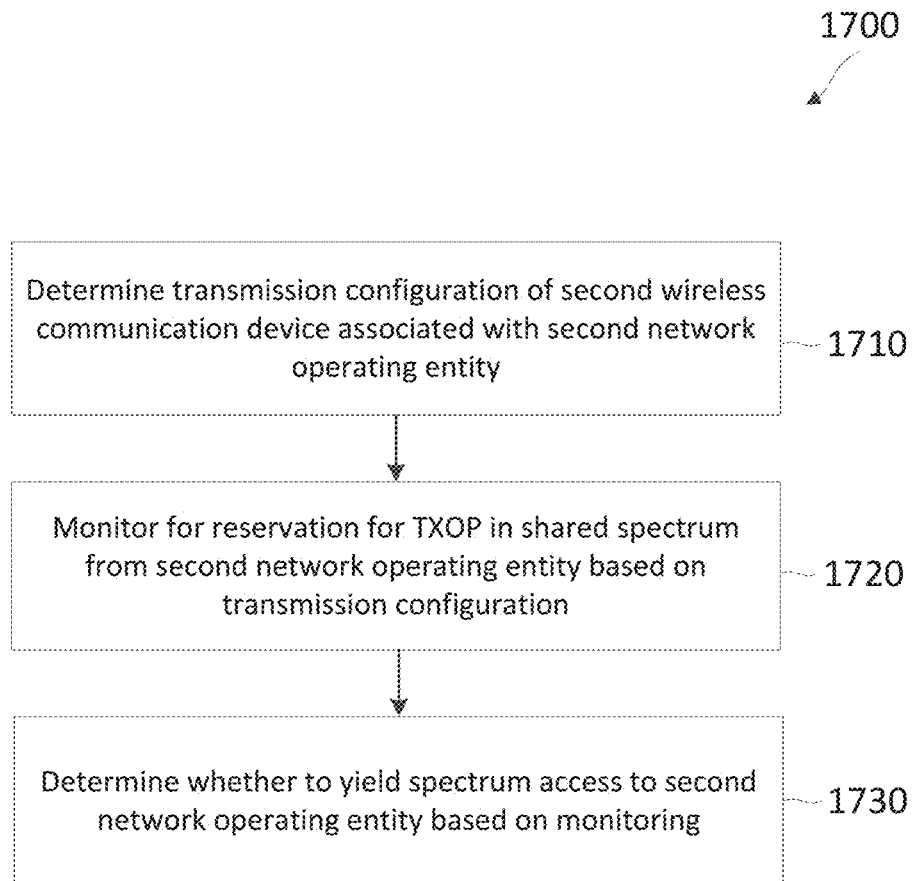 1700
Determine transmission configuration of second wireless
communication device associated with second network
operating entity
1710
Monitor for reservation for TXOP in shared spectrum
from second network operating entity based on
transmission configuration
1720
Determine whether to yield spectrum access to second
network operating entity based on monitoring
1730